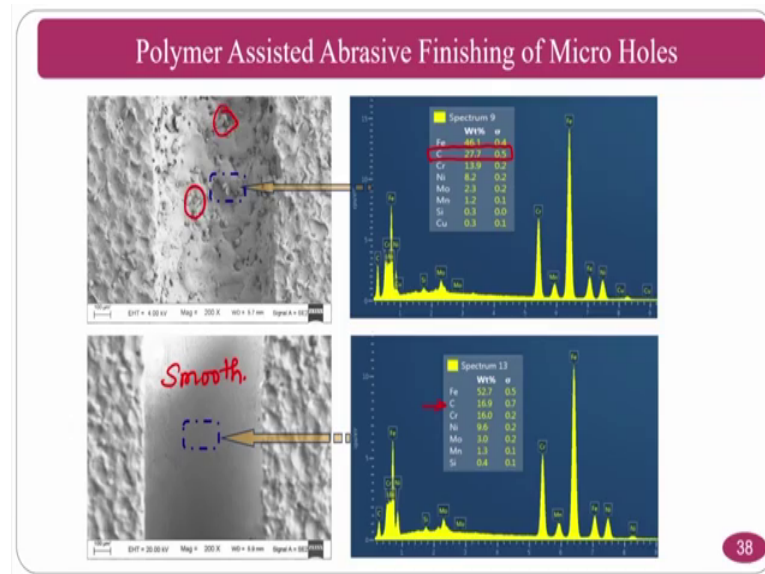 Polymer Assisted Abrasive Finishing of Micro Holes
Spectrum 9
Wt% σ
Fe 46.1 0.4
C 27.7 0.5
Cr 13.9 0.2
Ni 8.2 0.2
Mo 2.3 0.2
Mn 1.2 0.1
Si 0.3 0.0
Cu 0.3 0.1
EHT = 4.00 kV Mag = 200 X
Smooth.
Spectrum 13
Wt% σ
Fe 52.7 0.5
C 16.9 0.7
Cr 16.0 0.2
Ni 9.6 0.2
Mo 3.0 0.2
Mn 1.3 0.1
Si 0.4 0.1
EHT = 20.00 kV Mag = 200 X
38